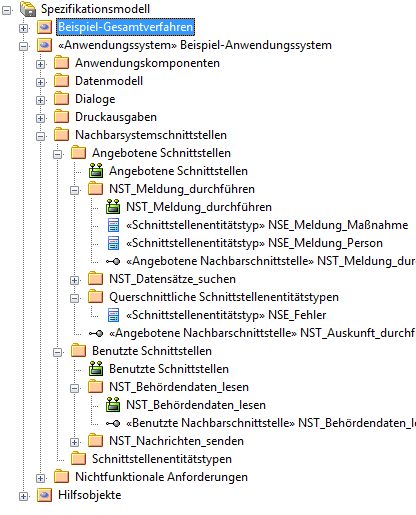 Spezifikationsmodell
Beispiel-Gesamtverfahren
«Anwendungssystem» Beispiel-Anwendungssystem
Anwendungskomponenten
Datenmodell
Dialoge
Druckausgaben
Nachbarsystemschnittstellen
Angebotene Schnittstellen
Angebotene Schnittstellen
NST_Meldung_durchführen
NST_Meldung_durchführen
«Schnittstellenentitätstyp» NSE_Meldung_Maßnahme
«Schnittstellenentitätstyp» NSE_Meldung_Person
«Angebotene Nachbarschnittstelle» NST_Meldung_dur
NST_Datensätze_suchen
Querschnittliche Schnittstellenentitätstypen
«Schnittstellenentitätstyp» NSE_Fehler
«Angebotene Nachbarschnittstelle» NST_Auskunft_durchf
Benutzte Schnittstellen
Benutzte Schnittstellen
NST_Behördendaten_lesen
NST_Behördendaten_lesen
«Benutzte Nachbarschnittstelle» NST_Behördendaten_le
NST_Nachrichten_senden
Schnittstellenentitätstypen
Nichtfunktionale Anforderungen
Hilfsobjekte